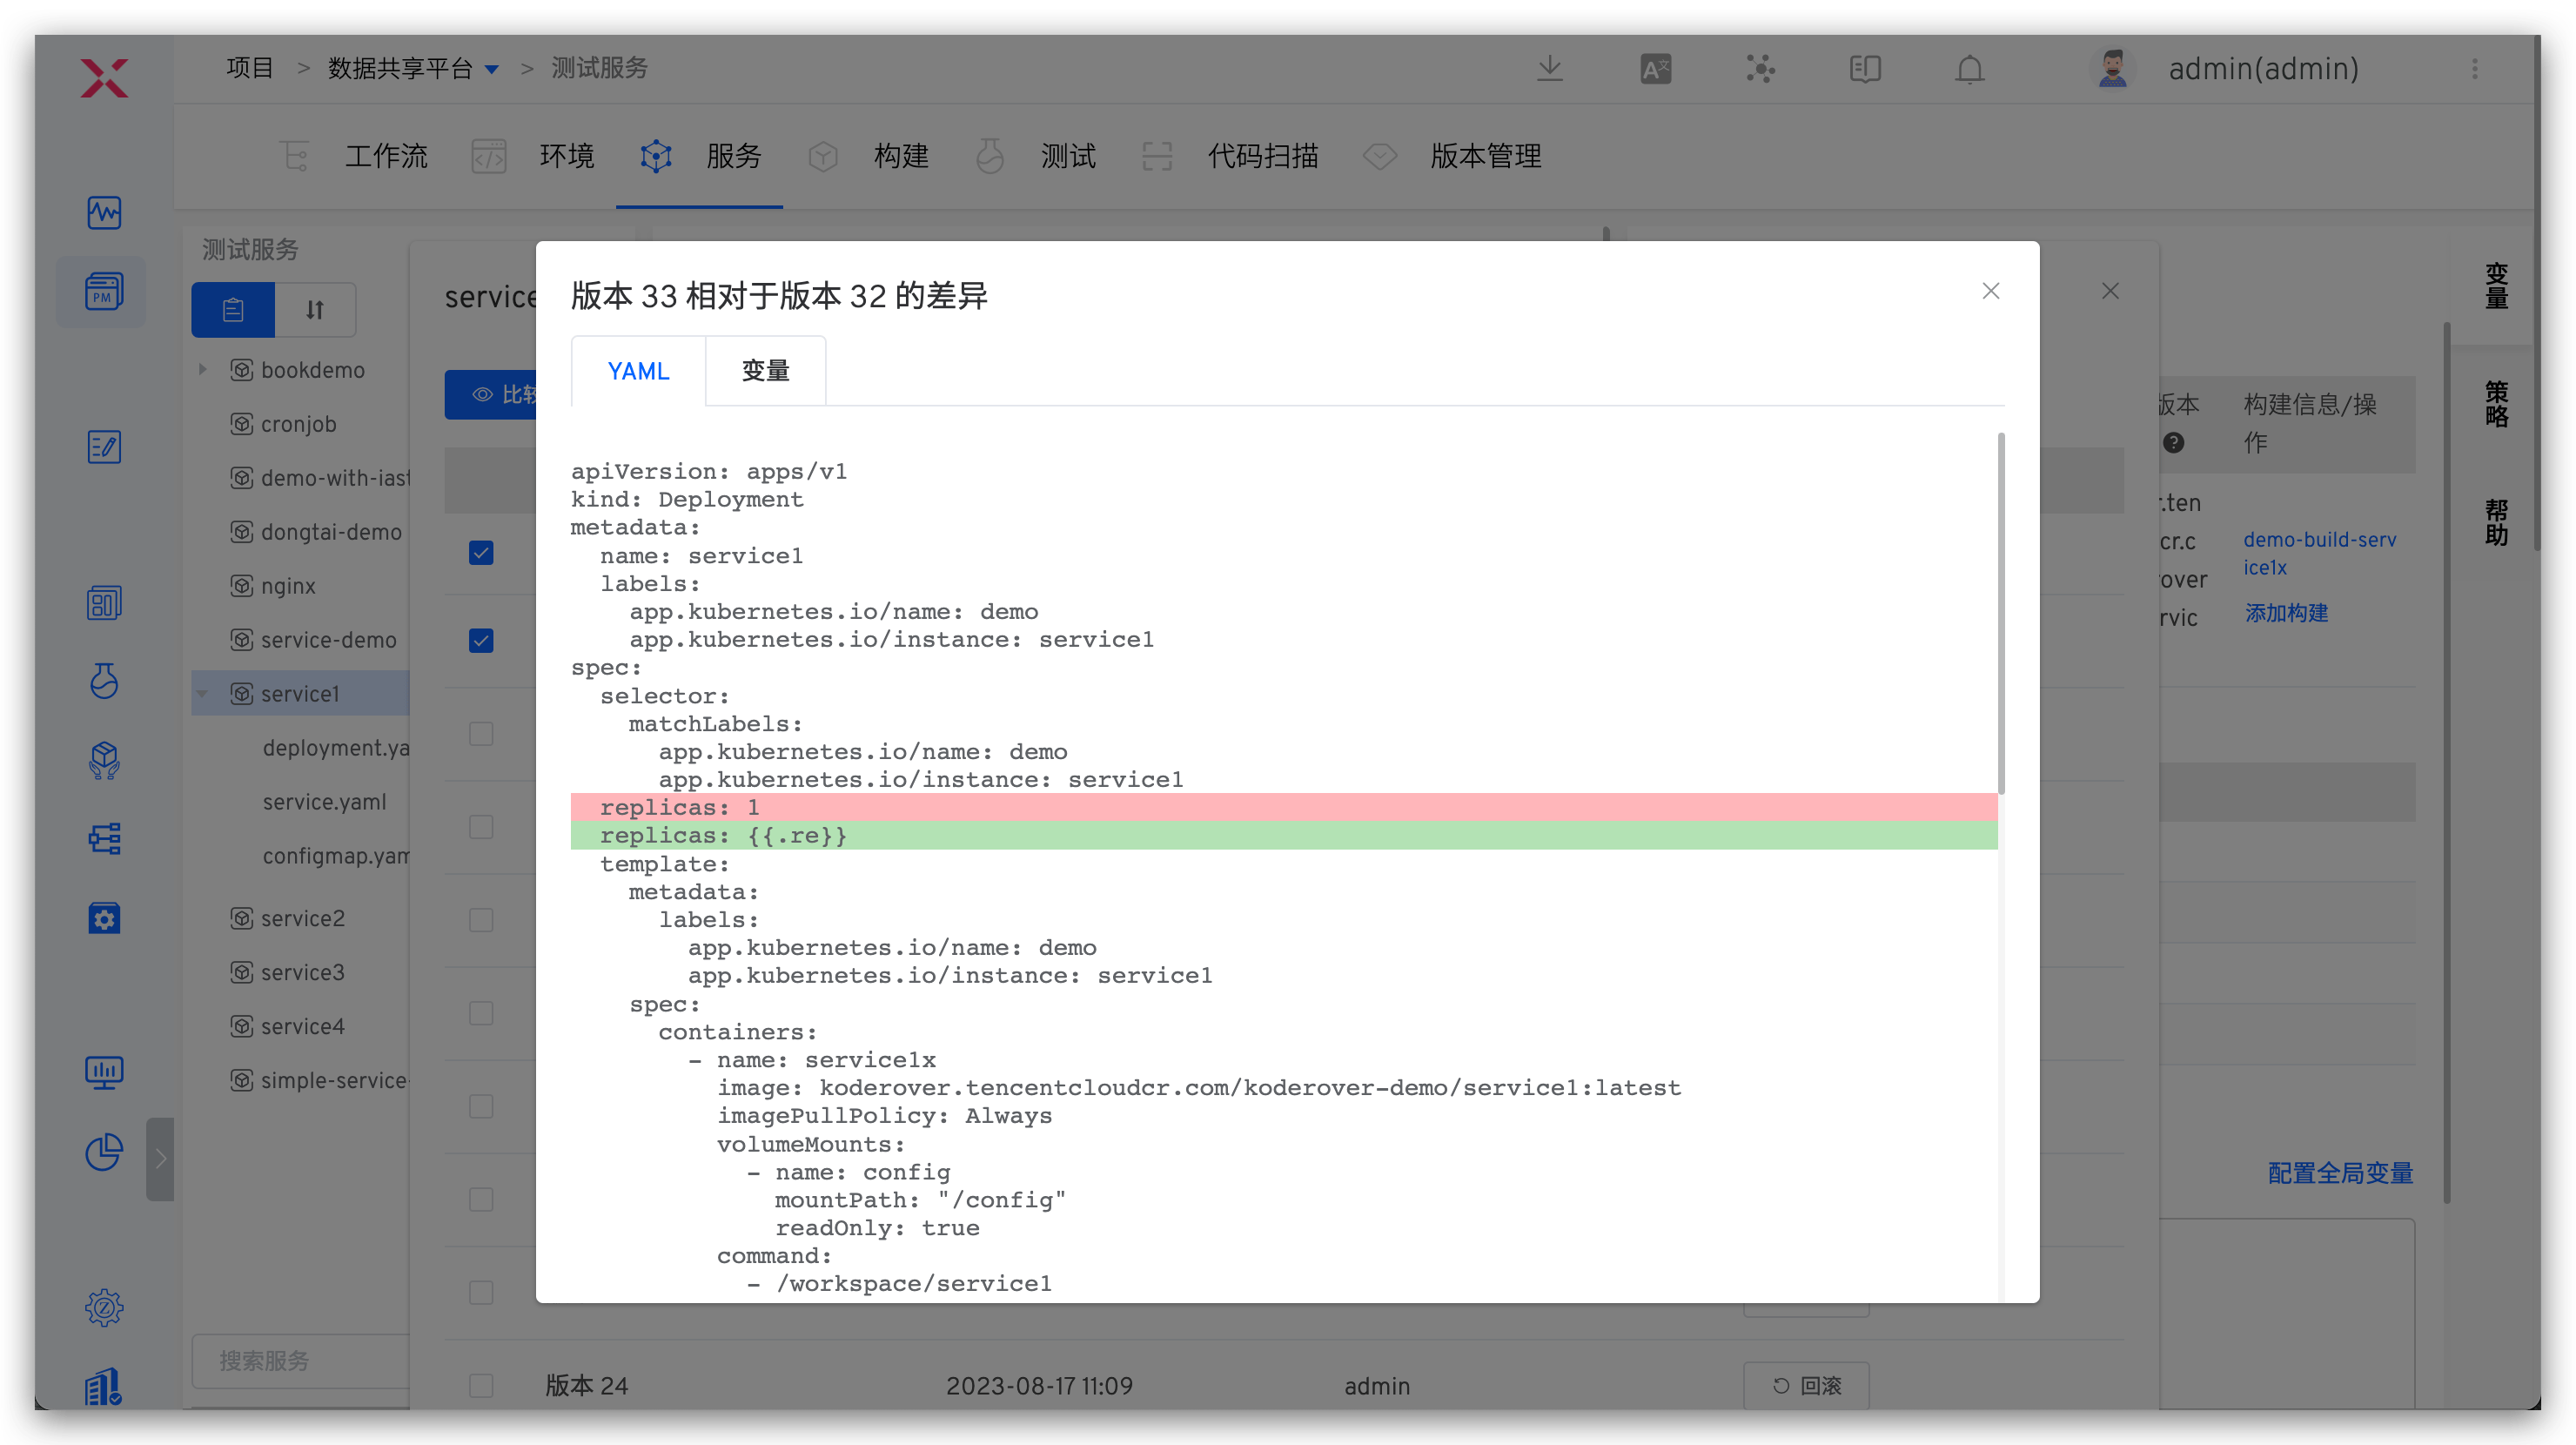 项目 > 数据共享平台 > 测试服务
admin(admin)
工作流 环境 服务 构建 测试 代码扫描 版本管理
测试服务
PM
bookdemo
cronjob
demo-with-iast
dongtai-demo
nginx
service-demo
service1
deployment.ya
service.yaml
configmap.yam
service2
service3
service4
simple-service-
搜索服务
service
比较
版本 33 相对于版本 32 的差异
YAML 变量
apiVersion: apps/v1
kind: Deployment
metadata:
  name: service1
  labels:
    app.kubernetes.io/name: demo
    app.kubernetes.io/instance: service1
spec:
  selector:
    matchLabels:
      app.kubernetes.io/name: demo
      app.kubernetes.io/instance: service1
  replicas: 1
  replicas: {{.re}}
  template:
    metadata:
      labels:
        app.kubernetes.io/name: demo
        app.kubernetes.io/instance: service1
    spec:
      containers:
        - name: service1x
          image: koderover.tencentcloudcr.com/koderover-demo/service1:latest
          imagePullPolicy: Always
          volumeMounts:
            - name: config
              mountPath: "/config"
              readOnly: true
          command:
            - /workspace/service1
版本 24 2023-08-17 11:09 admin 回滚
版本 构建信息/操
作
.ten
cr.c
over
rvic
demo-build-serv
ice1x
添加构建
配置全局变量
变量
策略
帮助